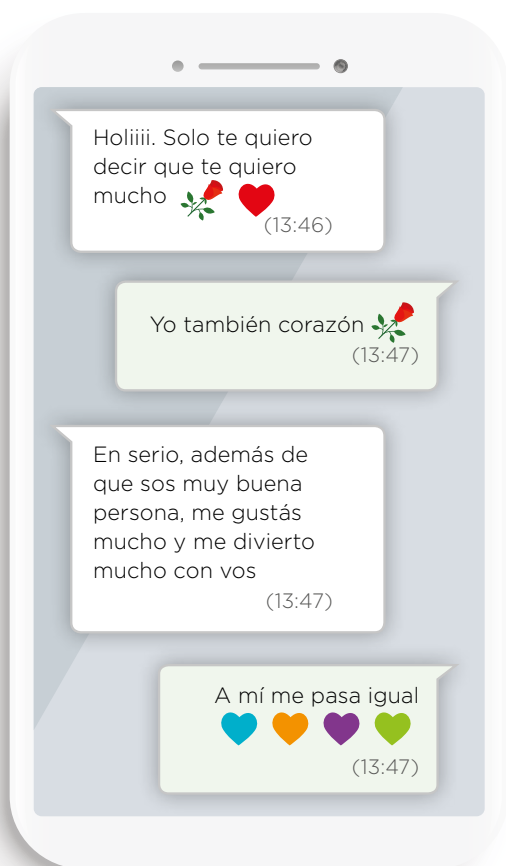 Holiiii. Solo te quiero
decir que te quiero
mucho 🌹 ❤️
(13:46)
Yo también corazón 🌹
(13:47)
En serio, además de
que sos muy buena
persona, me gustás
mucho y me divierto
mucho con vos
(13:47)
A mí me pasa igual
💙 🧡 💜 💚
(13:47)